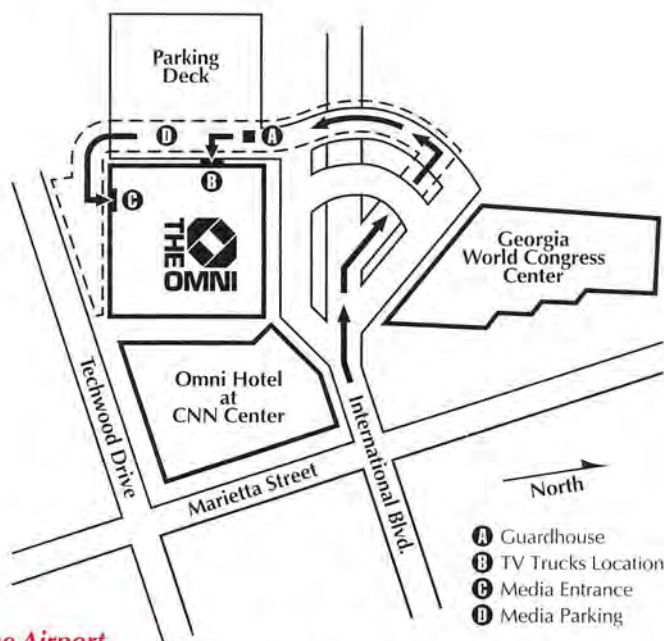 Parking
Deck
D
A
B
C
THE OMNI
Georgia
World Congress
Center
Omni Hotel
at
CNN Center
Techwood Drive
Marietta Street
International Blvd.
North
A Guardhouse
B TV Trucks Location
C Media Entrance
D Media Parking
Airport